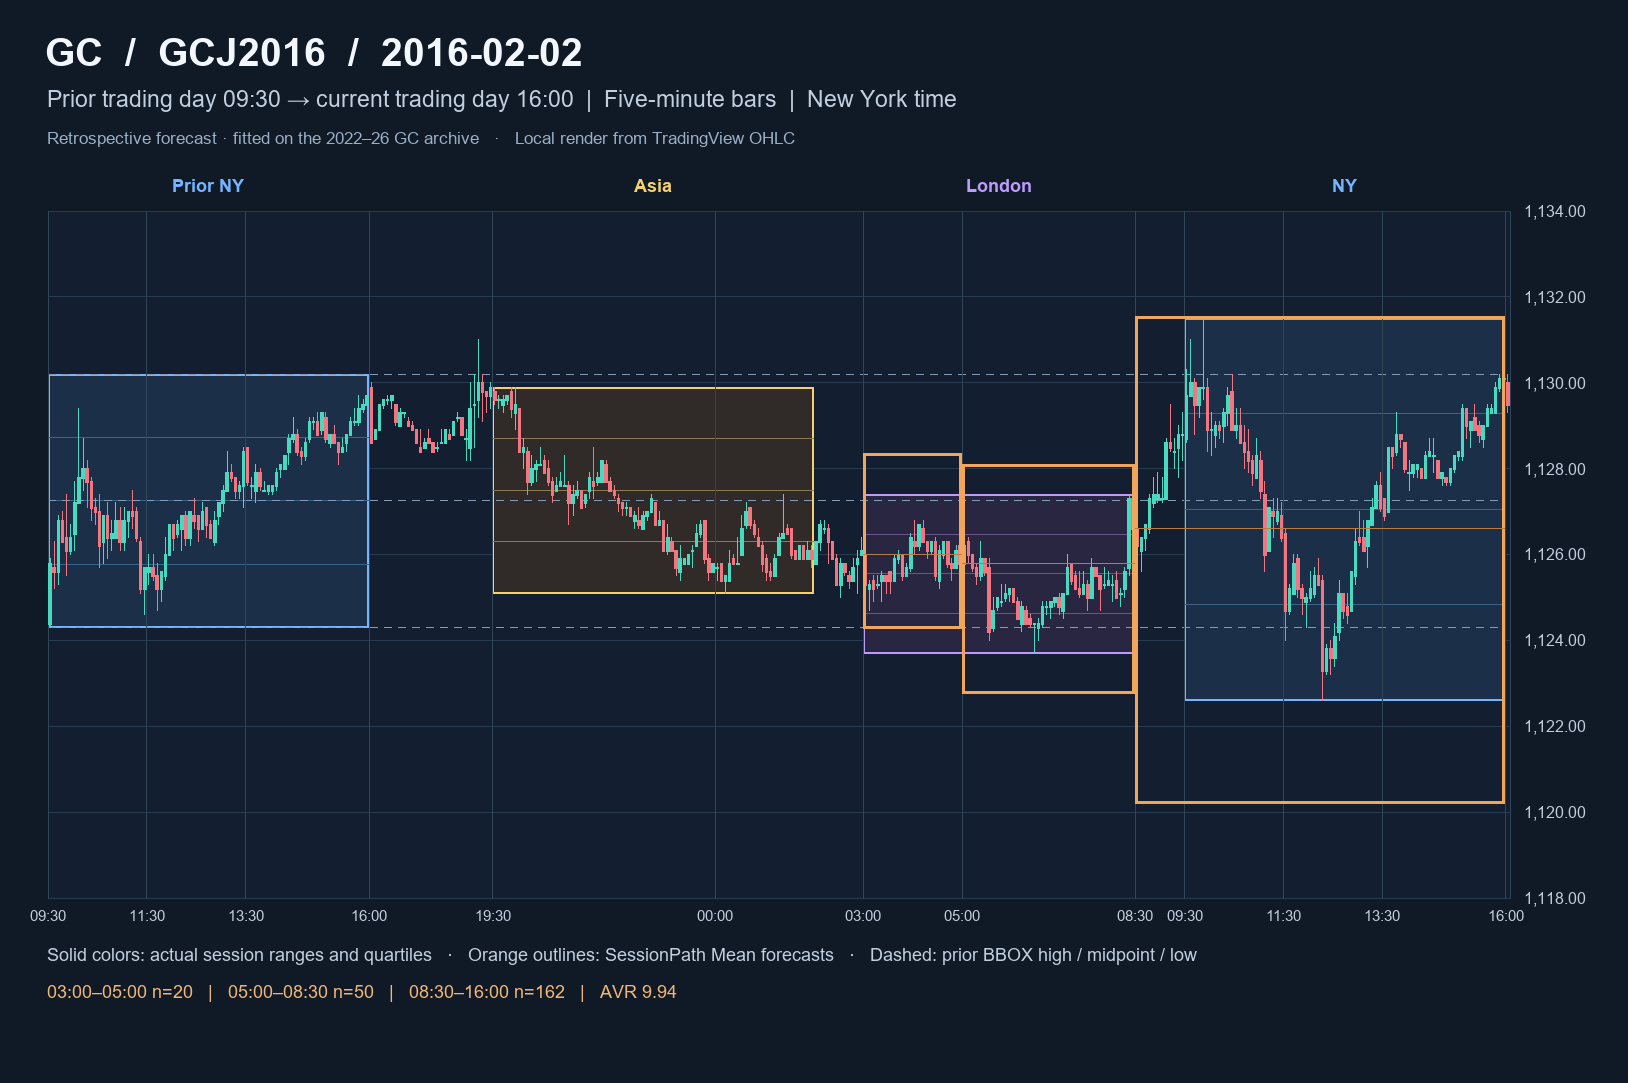 GC / GCJ2016 / 2016-02-02
Prior trading day 09:30 → current trading day 16:00 | Five-minute bars | New York time
Retrospective forecast · fitted on the 2022–26 GC archive · Local render from TradingView OHLC
Prior NY Asia London NY
1,134.00
1,132.00
1,130.00
1,128.00
1,126.00
1,124.00
1,122.00
1,120.00
1,118.00
09:30 11:30 13:30 16:00 19:30 00:00 03:00 05:00 08:30 09:30 11:30 13:30 16:00
Solid colors: actual session ranges and quartiles · Orange outlines: SessionPath Mean forecasts · Dashed: prior BBOX high / midpoint / low
03:00–05:00 n=20 | 05:00–08:30 n=50 | 08:30–16:00 n=162 | AVR 9.94